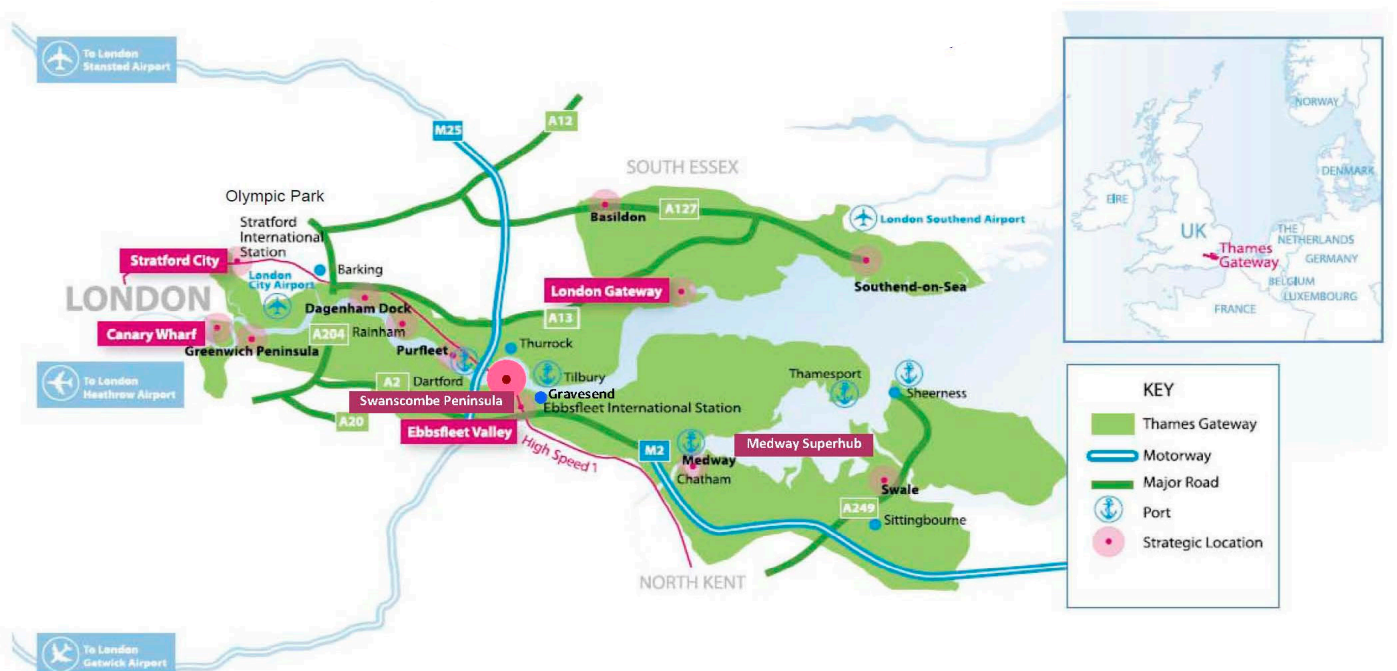 To London
Stansted Airport
M25
A12
SOUTH ESSEX
Olympic Park
Stratford
International
Station
Basildon
A127
London Southend Airport
Stratford City
London
City Airport
Barking
LONDON
Dagenham Dock
London Gateway
Southend-on-Sea
Canary Wharf
Greenwich Peninsula
A204
Rainham
A13
Purfleet
Thurrock
To London
Heathrow Airport
A2
Dartford
Tilbury
Thamesport
Sheerness
Swanscombe Peninsula
Gravesend
Ebbsfleet International Station
A20
Ebbsfleet Valley
High Speed 1
M2
Medway Superhub
Medway
Chatham
Swale
A249
Sittingbourne
NORTH KENT
To London
Gatwick Airport
NORWAY
DENMARK
EIRE
UK
THE
NETHERLANDS
Thames
Gateway
GERMANY
BELGIUM
LUXEMBOURG
FRANCE
KEY
Thames Gateway
Motorway
Major Road
Port
Strategic Location